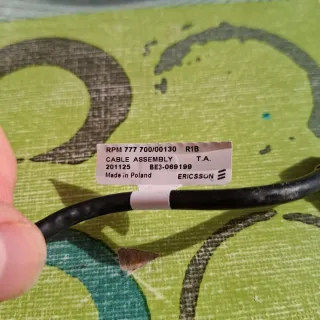 RPM 777 700/00130 R1B
CABLE ASSEMBLY T.A.
201125 BE3-069199
Made in Poland ERICSSON